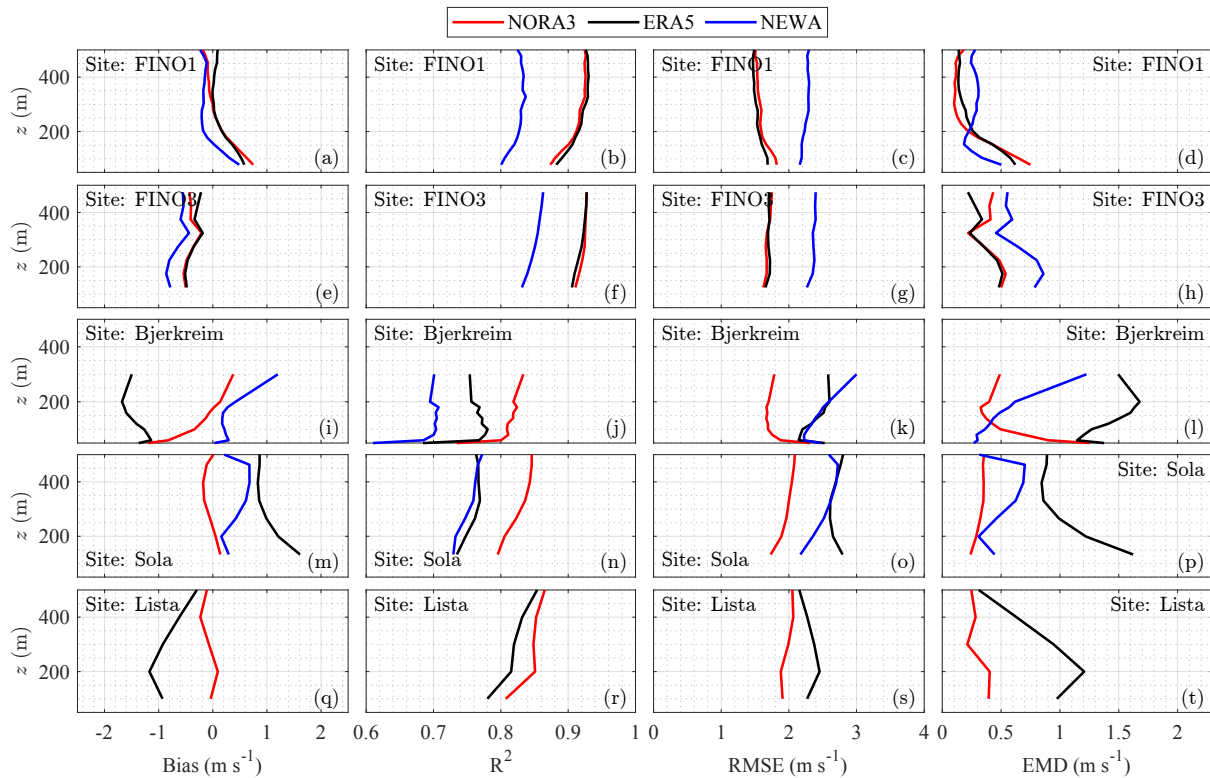 NORA3 ERA5 NEWA
z (m) 400 200 Site: FINO1 (a) Site: FINO1 (b) Site: FINO1 (c) Site: FINO1 (d)
z (m) 400 200 Site: FINO3 (e) Site: FINO3 (f) Site: FINO3 (g) Site: FINO3 (h)
z (m) 400 200 Site: Bjerkreim (i) Site: Bjerkreim (j) Site: Bjerkreim (k) Site: Bjerkreim (l)
z (m) 400 200 Site: Sola (m) Site: Sola (n) Site: Sola (o) Site: Sola (p)
z (m) 400 200 Site: Lista (q) Site: Lista (r) Site: Lista (s) Site: Lista (t)
-2 -1 0 1 2 0.6 0.7 0.8 0.9 1 0 1 2 3 4 0 0.5 1 1.5 2
Bias (m s⁻¹) R² RMSE (m s⁻¹) EMD (m s⁻¹)